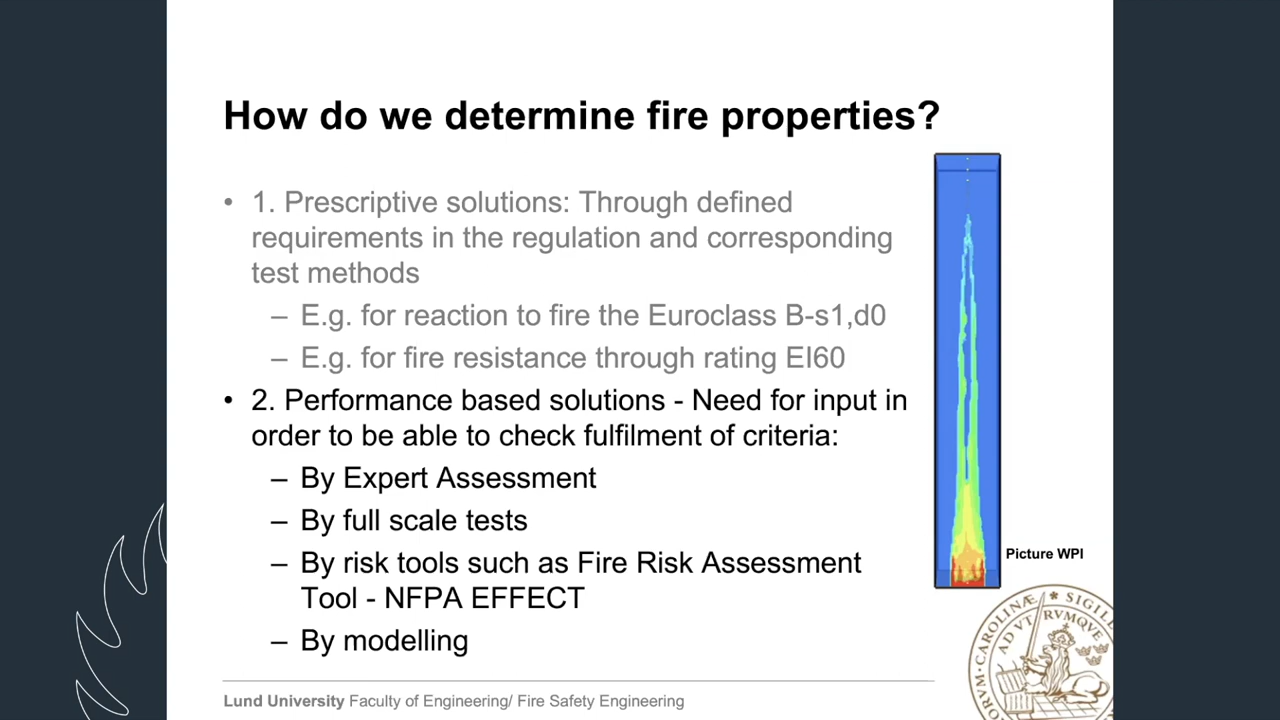 How do we determine fire properties?
• 1. Prescriptive solutions: Through defined
requirements in the regulation and corresponding
test methods
– E.g. for reaction to fire the Euroclass B-s1,d0
– E.g. for fire resistance through rating EI60
• 2. Performance based solutions - Need for input in
order to be able to check fulfilment of criteria:
– By Expert Assessment
– By full scale tests
– By risk tools such as Fire Risk Assessment
Tool - NFPA EFFECT
– By modelling
Picture WPI
Lund University Faculty of Engineering/ Fire Safety Engineering
CAROLINÆ * SIGILL
AD VTRVMQVE